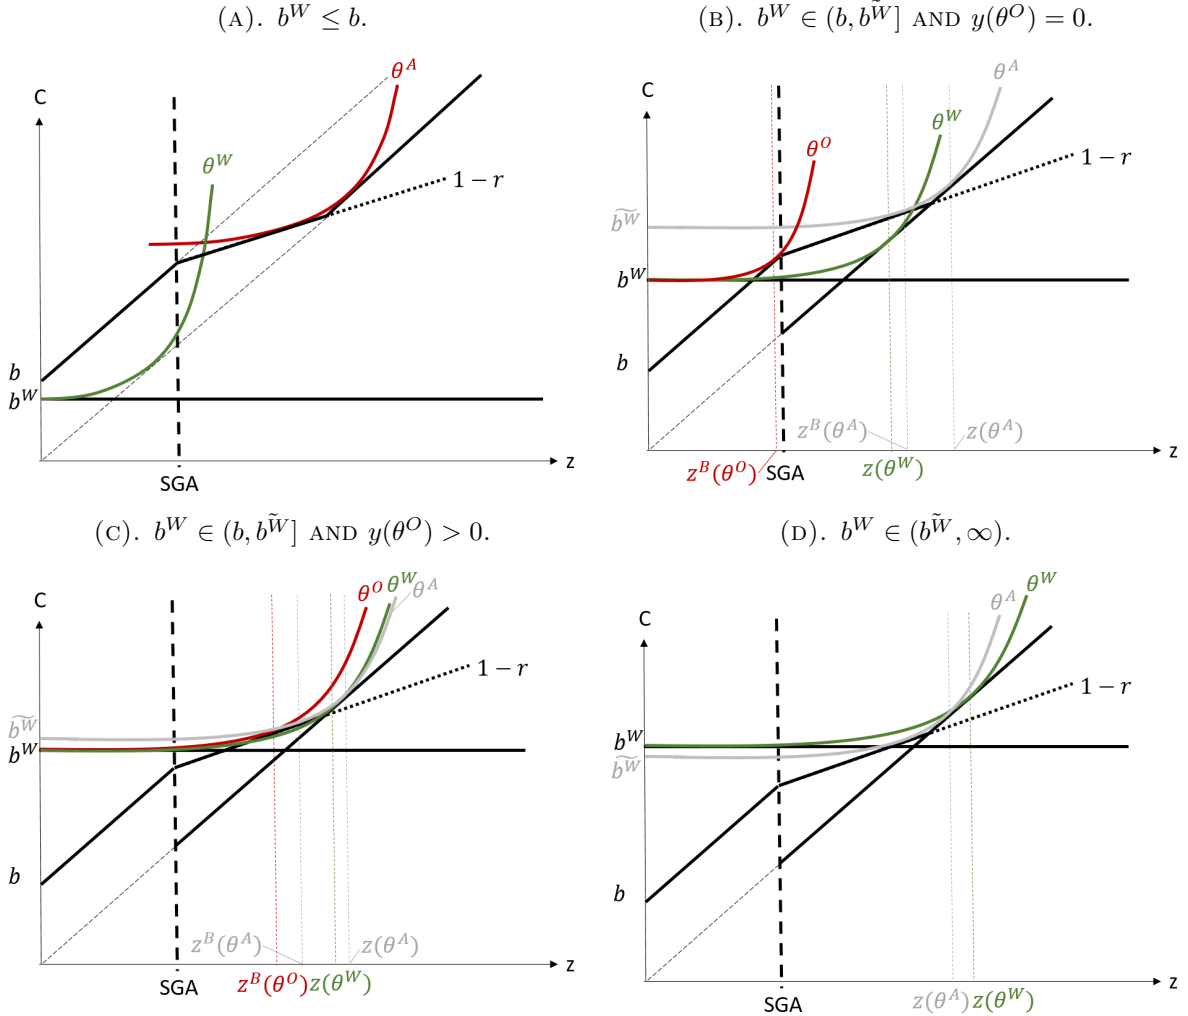 (A). b^W ≤ b.
C
θ^A
θ^W
1 − r
b
b^W
SGA
z
(B). b^W ∈ (b, b^W̃] AND y(θ^O) = 0.
C
θ^A
θ^W
θ^O
1 − r
b̃^W
b^W
b
z^B(θ^A)
z(θ^A)
z^B(θ^O)
SGA
z(θ^W)
z
(C). b^W ∈ (b, b^W̃] AND y(θ^O) > 0.
C
θ^O
θ^W
θ^A
1 − r
b̃^W
b^W
b
z^B(θ^A)
z(θ^A)
SGA
z^B(θ^O)
z(θ^W)
z
(D). b^W ∈ (b^W̃, ∞).
C
θ^A
θ^W
1 − r
b^W
b̃^W
b
SGA
z(θ^A)
z(θ^W)
z